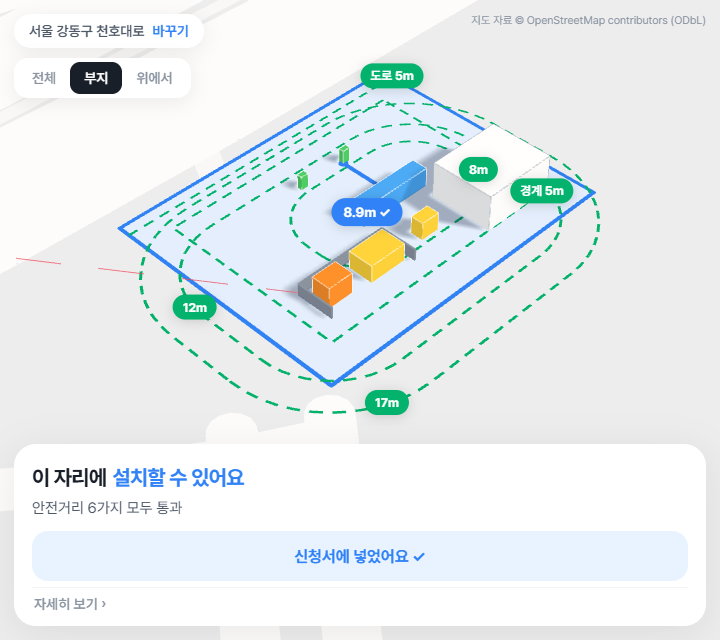 서울 강동구 천호대로 바꾸기
지도 자료 © OpenStreetMap contributors (ODbL)
전체 부지 위에서
도로 5m
8m
경계 5m
8.9m ✓
12m
17m
이 자리에 설치할 수 있어요
안전거리 6가지 모두 통과
신청서에 넣었어요 ✓
자세히 보기 ›